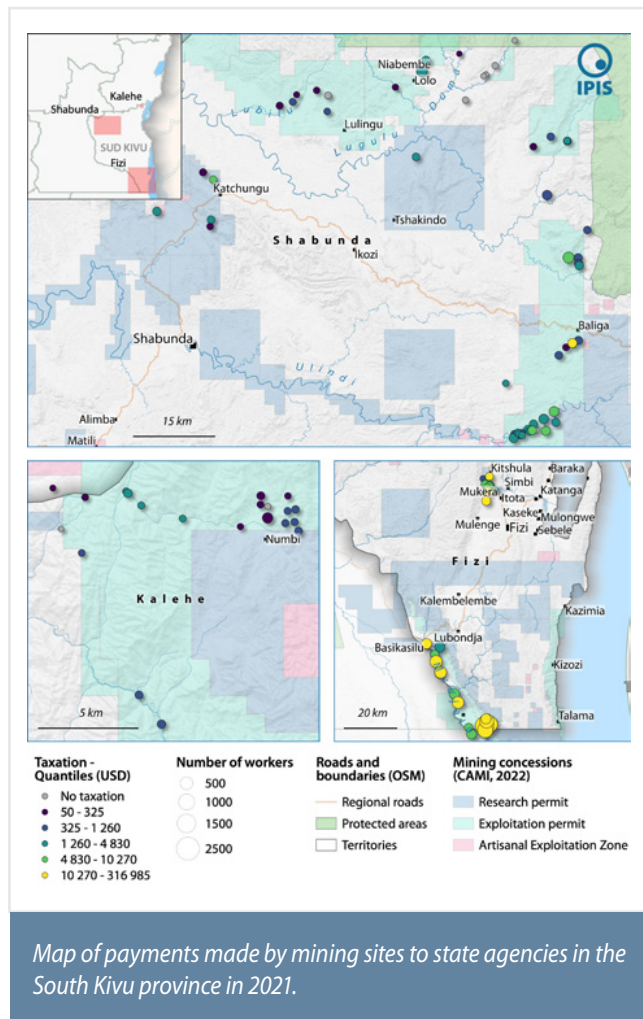 IPIS
Kalehe
Shabunda
SUD KIVU
Fizi
Niabembe
Lolo
Lubilu
Lugulu
Duma
Lulingu
Katchungu
Tshakindo
Shabunda
Ikozi
Shabunda
Baliga
Ulindi
Alimba
Matili
15 km
Numbi
Kalehe
5 km
Kitshula
Baraka
Simbi
Mukera
Itota
Katanga
Kaseke
Mulenge
Fizi
Mulongwe
Sebele
Fizi
Kalembelembe
Kazimia
Lubondja
Basikasilu
Kizozi
Talama
20 km
Taxation -
Quantiles (USD)
No taxation
50 - 325
325 - 1 260
1 260 - 4 830
4 830 - 10 270
10 270 - 316 985
Number of workers
500
1000
1500
2500
Roads and
boundaries (OSM)
Regional roads
Protected areas
Territories
Mining concessions
(CAMI, 2022)
Research permit
Exploitation permit
Artisanal Exploitation Zone
Map of payments made by mining sites to state agencies in the
South Kivu province in 2021.